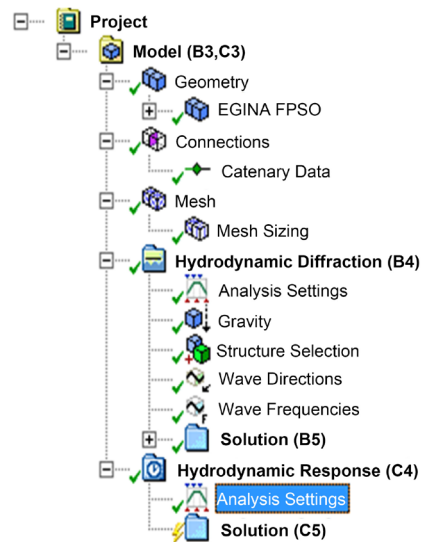 Project
Model (B3,C3)
Geometry
EGINA FPSO
Connections
Catenary Data
Mesh
Mesh Sizing
Hydrodynamic Diffraction (B4)
Analysis Settings
Gravity
Structure Selection
Wave Directions
Wave Frequencies
Solution (B5)
Hydrodynamic Response (C4)
Analysis Settings
Solution (C5)